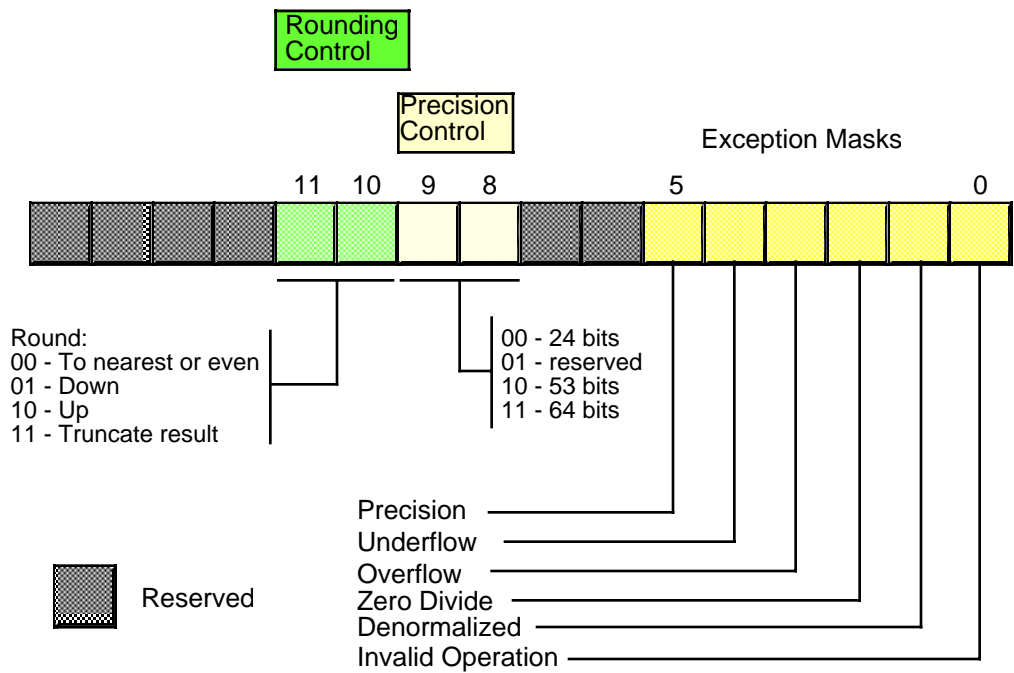 Rounding
Control
Precision
Control
Exception Masks
11 10 9 8 5 0
Round:
00 - To nearest or even
01 - Down
10 - Up
11 - Truncate result
00 - 24 bits
01 - reserved
10 - 53 bits
11 - 64 bits
Precision
Underflow
Overflow
Zero Divide
Denormalized
Invalid Operation
Reserved